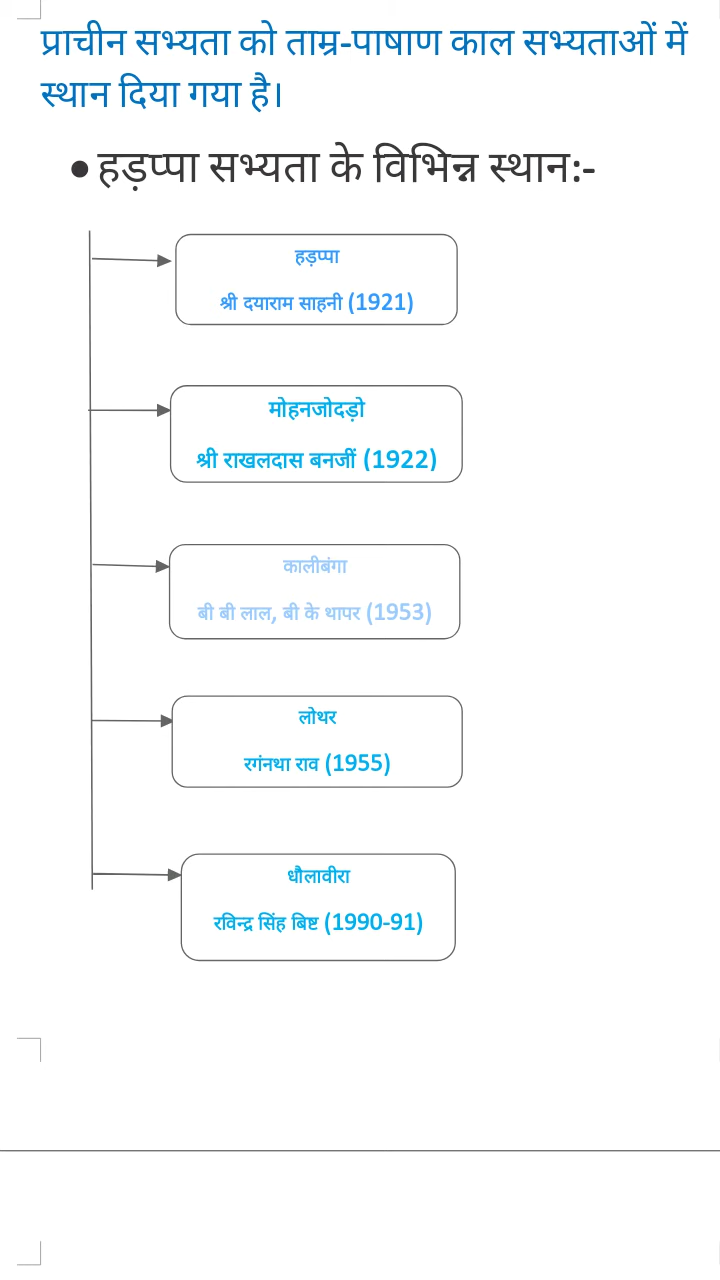 प्राचीन सभ्यता को ताम्र-पाषाण काल सभ्यताओं में
स्थान दिया गया है।
• हड़प्पा सभ्यता के विभिन्न स्थान:-
हड़प्पा
श्री दयाराम साहनी (1921)
मोहनजोदड़ो
श्री राखलदास बनर्जी (1922)
कालीबंगा
बी बी लाल, बी के थापर (1953)
लोथर
रगंनथा राव (1955)
धौलावीरा
रविन्द्र सिंह बिष्ट (1990-91)